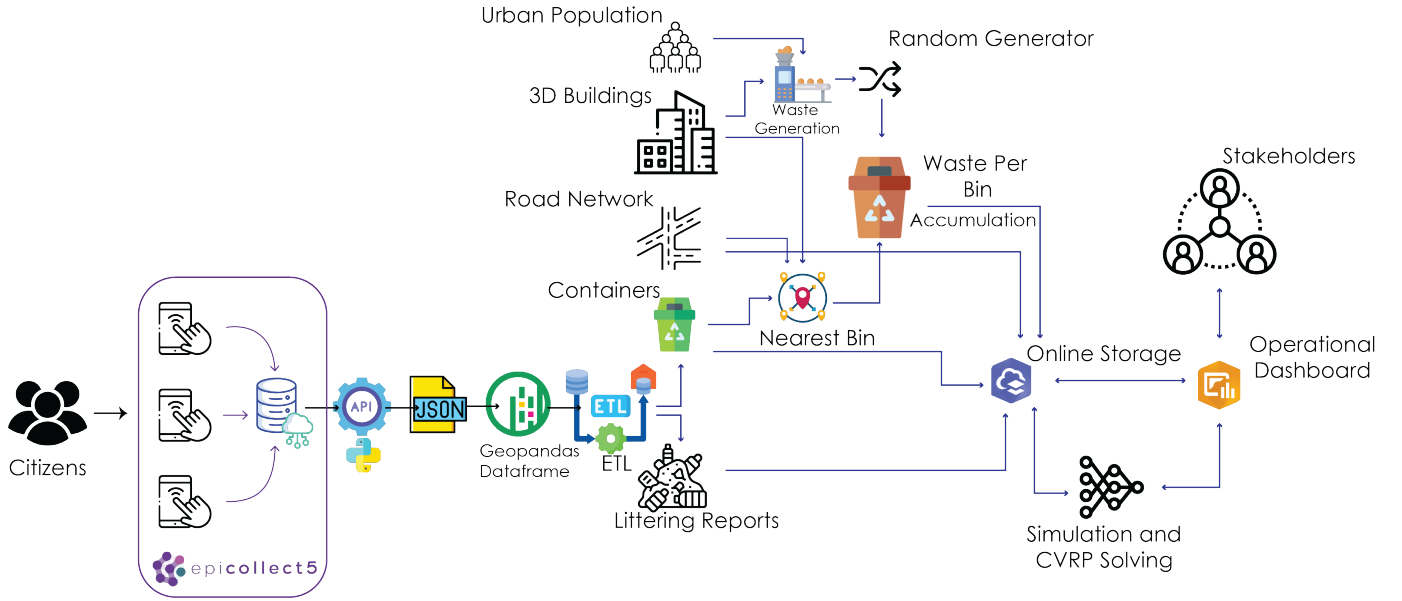 Urban Population
Random Generator
3D Buildings
Waste
Generation
Waste Per
Bin
Accumulation
Stakeholders
Road Network
Containers
Nearest Bin
Online Storage
Operational
Dashboard
API
JSON
ETL
Geopandas
Dataframe
ETL
Citizens
Littering Reports
Simulation and
CVRP Solving
epicollect5